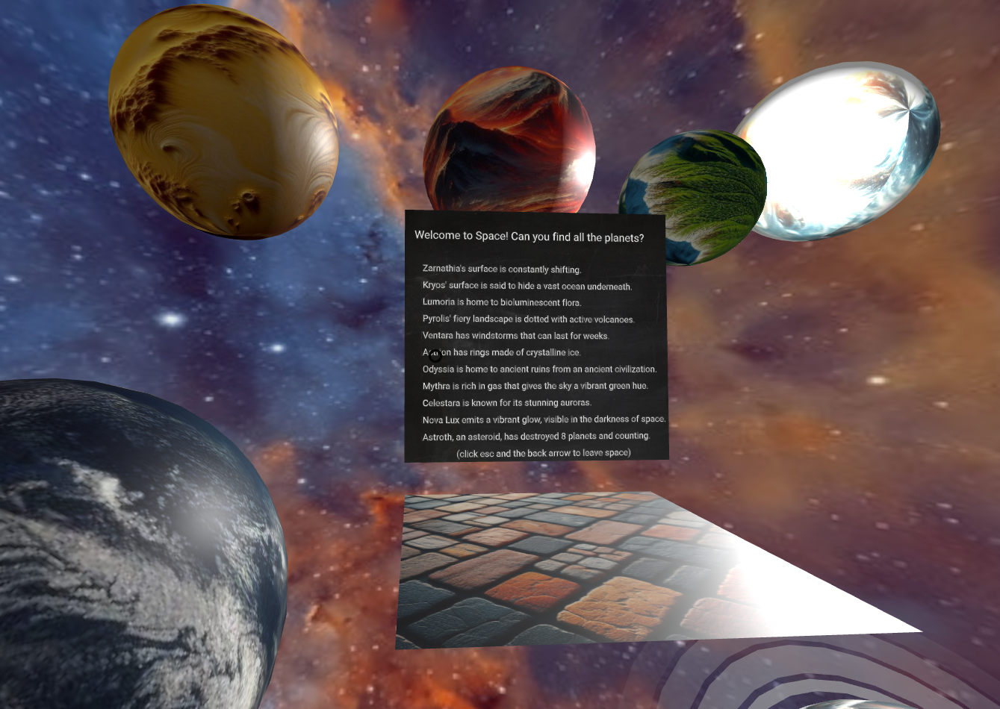 Welcome to Space! Can you find all the planets?
Zarnathia's surface is constantly shifting.
Kryos' surface is said to hide a vast ocean underneath.
Lumoria is home to bioluminescent flora.
Pyrolis' fiery landscape is dotted with active volcanoes.
Ventara has windstorms that can last for weeks.
has rings made of crystalline ice.
Odyssia is home to ancient ruins from an ancient civilization.
Mythra is rich in gas that gives the sky a vibrant green hue.
Celestara is known for its stunning auroras.
Nova Lux emits a vibrant glow, visible in the darkness of space.
Astroth, an asteroid, has destroyed 8 planets and counting.
(click esc and the back arrow to leave space)